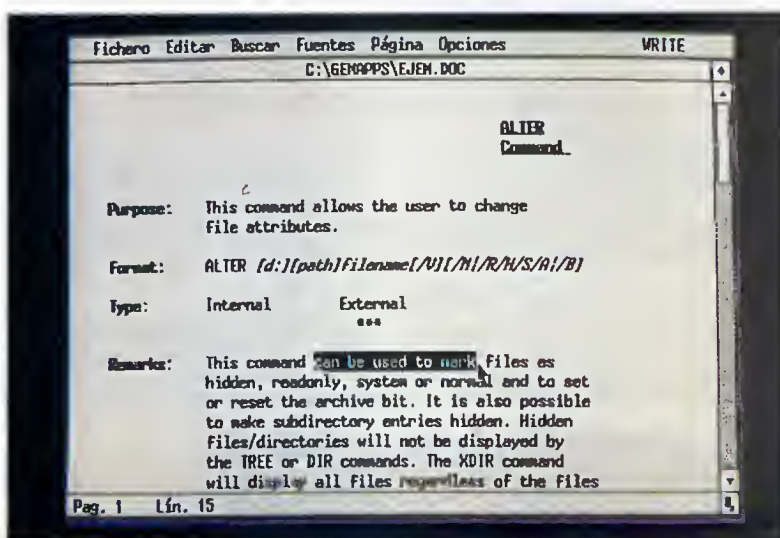 Fichero Editar Buscar Fuentes Página Opciones WRITE
C:\GEMAPPS\EJEM.DOC
ALTER
Command
Purpose: This command allows the user to change
file attributes.
Format: ALTER [d:][path]filename[/V][/N|/R/H/S/A|/B]
Type: Internal External
***
Remarks: This command can be used to mark files as
hidden, readonly, system or normal and to set
or reset the archive bit. It is also possible
to make subdirectory entries hidden. Hidden
files/directories will not be displayed by
the TREE or DIR commands. The XDIR command
will display all files regardless of the files
Pag. 1 Lín. 15